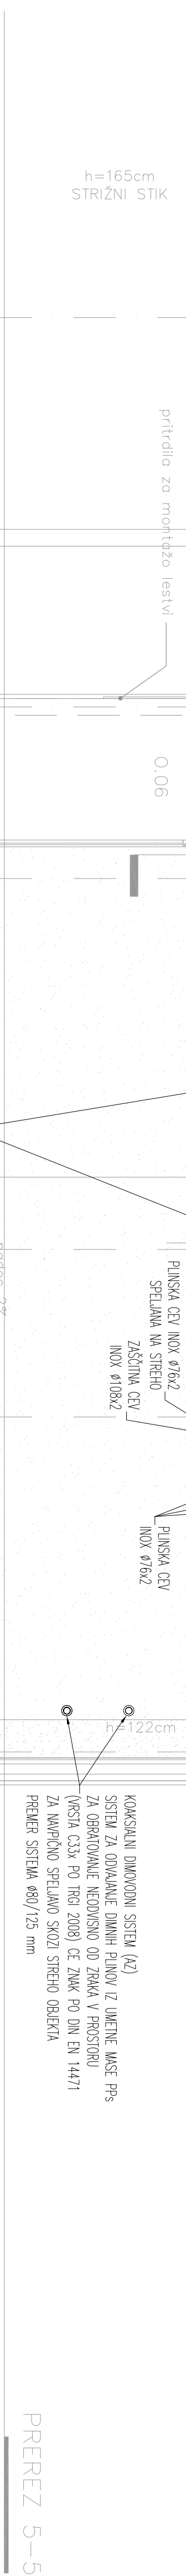 h=165cm
STRIŽNI STIK
pritrdila za montažo lestvi
0.06
PLINSKA CEV INOX ø76x2
SPELJANA NA STREHO
ZAŠČITNA CEV
INOX ø108x2
PLINSKA CEV
INOX ø76x2
h=122cm
KOAKSIALNI DIMOVODNI SISTEM (AZ)
SISTEM ZA ODVAJANJE DIMNIH PLINOV IZ UMETNE MASE PPs
ZA OBRATOVANJE NEODVISNO OD ZRAKA V PROSTORU
(VRSTA C33x PO TRGI 2008) CE ZNAK PO DIN EN 14471
ZA NAVPIČNO SPELJAVO SKOZI STREHO OBJEKTA
PREMER SISTEMA ø80/125 mm
PREREZ 5-5